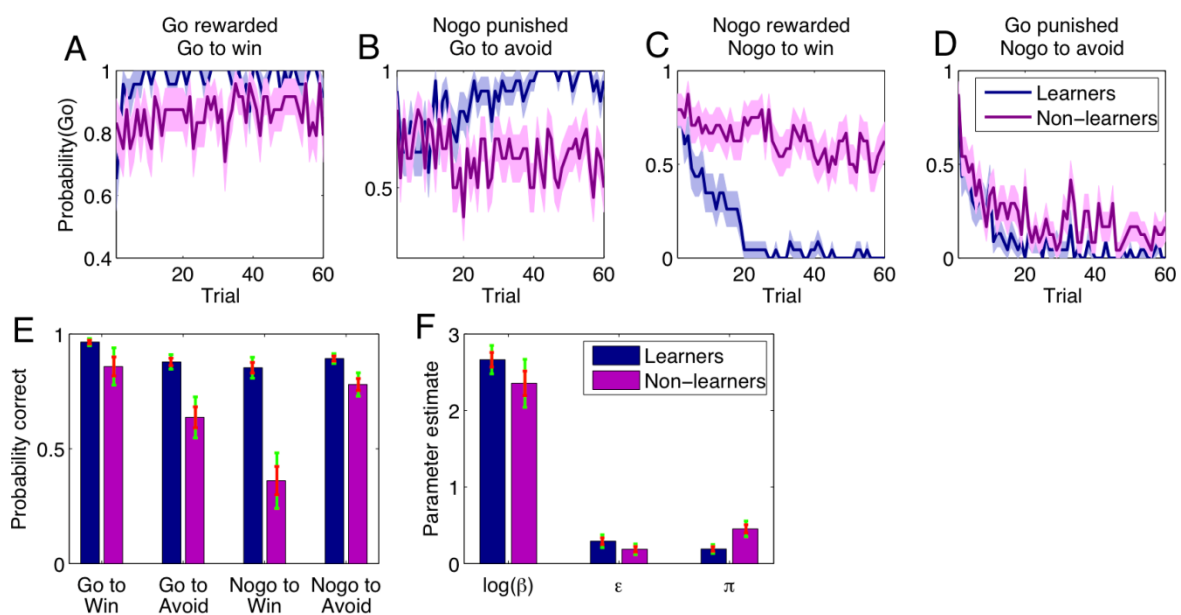 A
Go rewarded
Go to win
B
Nogo punished
Go to avoid
C
Nogo rewarded
Nogo to win
D
Go punished
Nogo to avoid
Probability(Go)
1
0.8
0.6
0.4
20
40
60
Trial
1
0.5
20
40
60
Trial
1
0.5
0
20
40
60
Trial
1
0.5
0
20
40
60
Trial
Learners
Non−learners
E
Probability correct
1
0.5
0
Go to
Win
Go to
Avoid
Nogo to
Win
Nogo to
Avoid
F
Parameter estimate
3
2
1
0
log(β)
ε
π
Learners
Non−learners